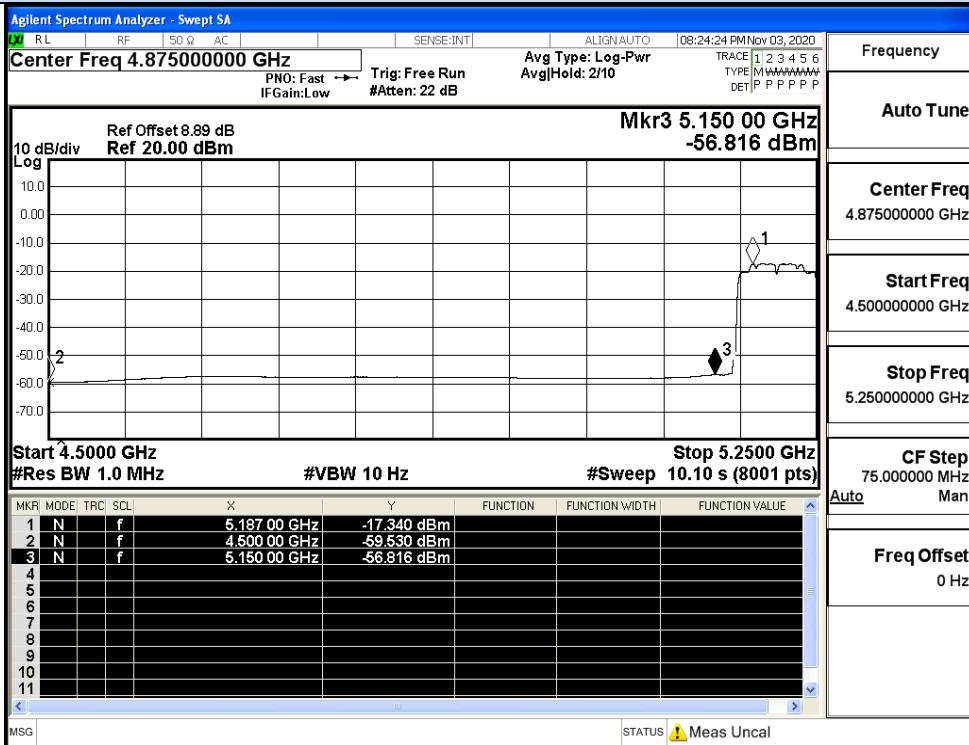 Agilent Spectrum Analyzer - Swept SA
LXI RL RF 50 Ω AC SENSE:INT ALIGN AUTO 08:24:24 PM Nov 03, 2020
Center Freq 4.875000000 GHz
PNO: Fast
IFGain:Low
Trig: Free Run
#Atten: 22 dB
Avg Type: Log-Pwr
Avg|Hold: 2/10
TRACE 1 2 3 4 5 6
TYPE M WWWWW
DET P P P P P P
Frequency
Auto Tune
Center Freq
4.875000000 GHz
Start Freq
4.500000000 GHz
Stop Freq
5.250000000 GHz
CF Step
75.000000 MHz
Auto Man
Freq Offset
0 Hz
Mkr3 5.150 00 GHz
-56.816 dBm
Ref Offset 8.89 dB
10 dB/div Ref 20.00 dBm
Log
10.0
0.00
-10.0
-20.0
-30.0
-40.0
-50.0
-60.0
-70.0
1
2
3
Start 4.5000 GHz Stop 5.2500 GHz
#Res BW 1.0 MHz #VBW 10 Hz #Sweep 10.10 s (8001 pts)
MKR MODE TRC SCL X Y FUNCTION FUNCTION WIDTH FUNCTION VALUE
1 N f 5.187 00 GHz -17.340 dBm
2 N f 4.500 00 GHz -59.530 dBm
3 N f 5.150 00 GHz -56.816 dBm
4
5
6
7
8
9
10
11
MSG STATUS Meas Uncal